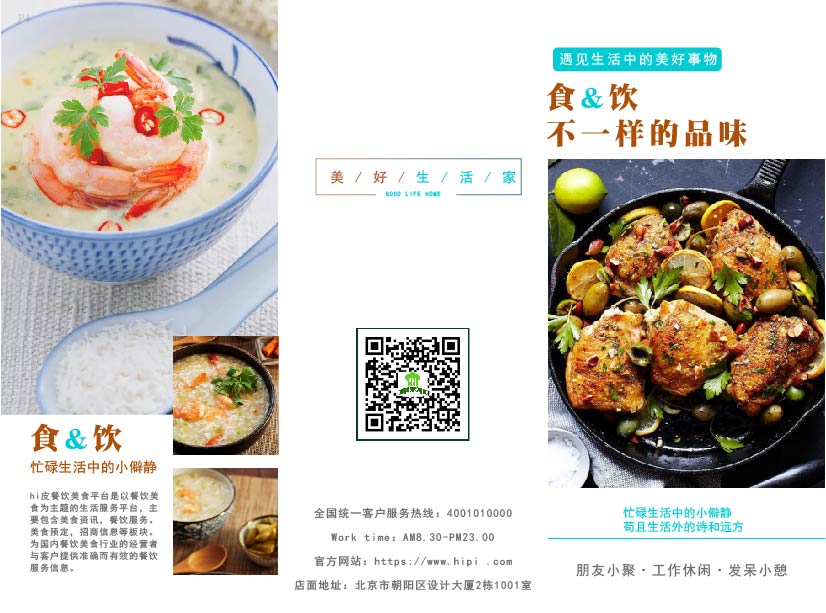 P4
食&饮
忙碌生活中的小僻静
hi皮餐饮美食平台是以餐饮美
食为主题的生活服务平台，主
要包含美食资讯，餐饮服务。
美食预定，招商信息等板块。
为国内餐饮美食行业的经营者
与客户提供准确而有效的餐饮
服务信息。
美/好/生/活/家
GOOD LIFE HOME
全国统一客户服务热线：4001010000
Work time：AM8.30-PM23.00
官方网站：https://www.hipi .com
店面地址：北京市朝阳区设计大厦2栋1001室
遇见生活中的美好事物
食&饮
不一样的品味
忙碌生活中的小僻静
苟且生活外的诗和远方
朋友小聚·工作休闲·发呆小憩